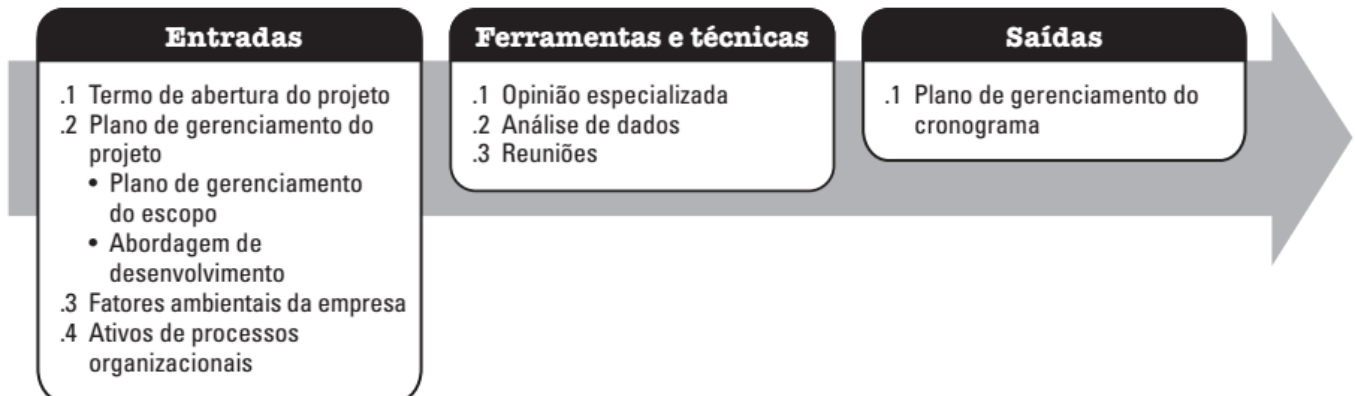 Entradas
.1 Termo de abertura do projeto
.2 Plano de gerenciamento do
projeto
• Plano de gerenciamento
do escopo
• Abordagem de
desenvolvimento
.3 Fatores ambientais da empresa
.4 Ativos de processos
organizacionais
Ferramentas e técnicas
.1 Opinião especializada
.2 Análise de dados
.3 Reuniões
Saídas
.1 Plano de gerenciamento do
cronograma